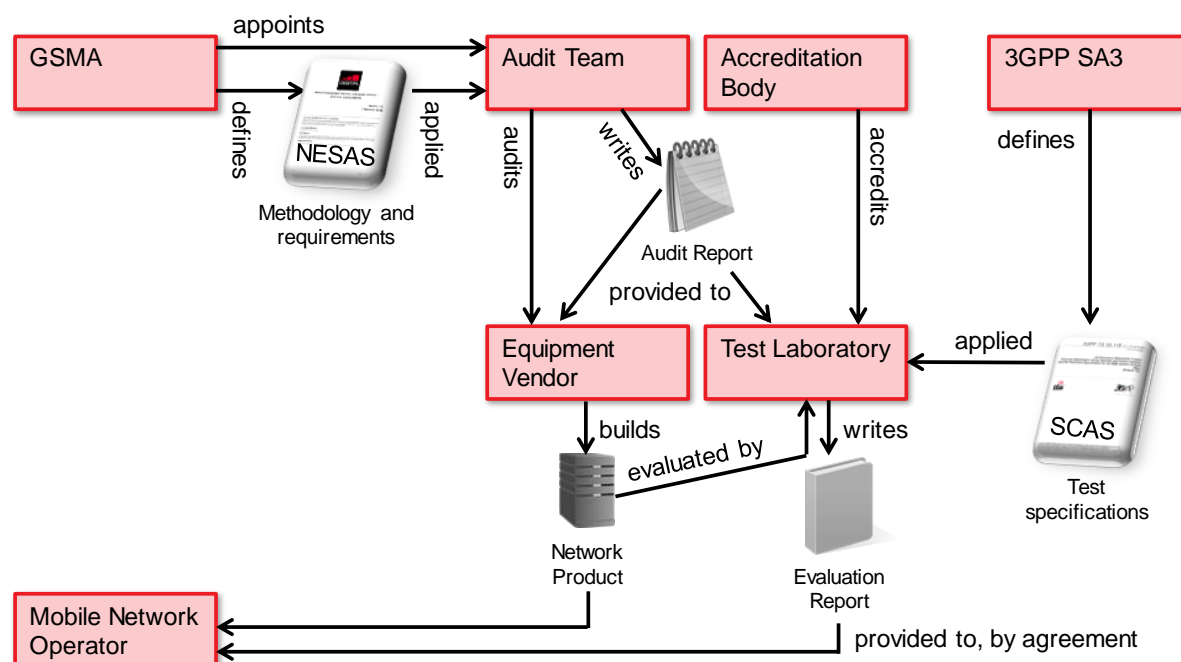 appoints
GSMA
Audit Team
Accreditation
Body
3GPP SA3
defines
NESAS
applied
audits
writes
accredits
defines
Methodology and
requirements
Audit Report
provided to
Equipment
Vendor
Test Laboratory
applied
SCAS
builds
evaluated by
writes
Test
specifications
Network
Product
Evaluation
Report
Mobile Network
Operator
provided to, by agreement